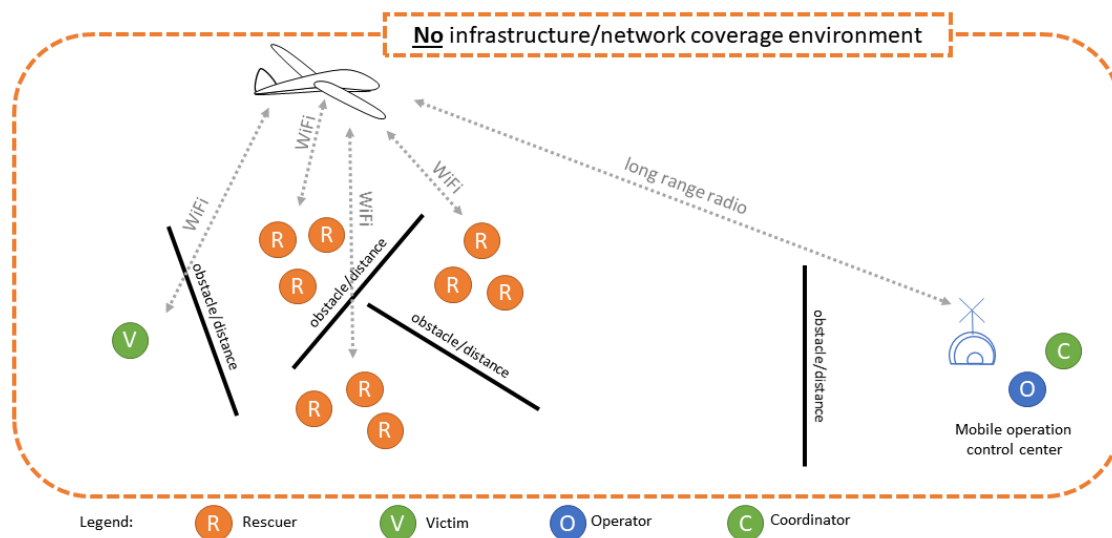 No infrastructure/network coverage environment
WiFi
WiFi
WiFi
WiFi
long range radio
R
R
R
R
R
R
obstacle/distance
obstacle/distance
obstacle/distance
obstacle/distance
V
R
R
R
C
O
Mobile operation
control center
Legend:
R Rescuer
V Victim
O Operator
C Coordinator